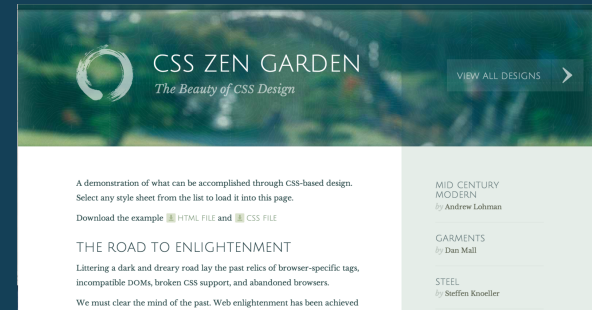 CSS ZEN GARDEN
The Beauty of CSS Design
VIEW ALL DESIGNS
A demonstration of what can be accomplished through CSS-based design.
Select any style sheet from the list to load it into this page.
Download the example HTML FILE and CSS FILE
THE ROAD TO ENLIGHTENMENT
Littering a dark and dreary road lay the past relics of browser-specific tags,
incompatible DOMs, broken CSS support, and abandoned browsers.
We must clear the mind of the past. Web enlightenment has been achieved
MID CENTURY
MODERN
by Andrew Lohman
GARMENTS
by Dan Mall
STEEL
by Steffen Knoeller